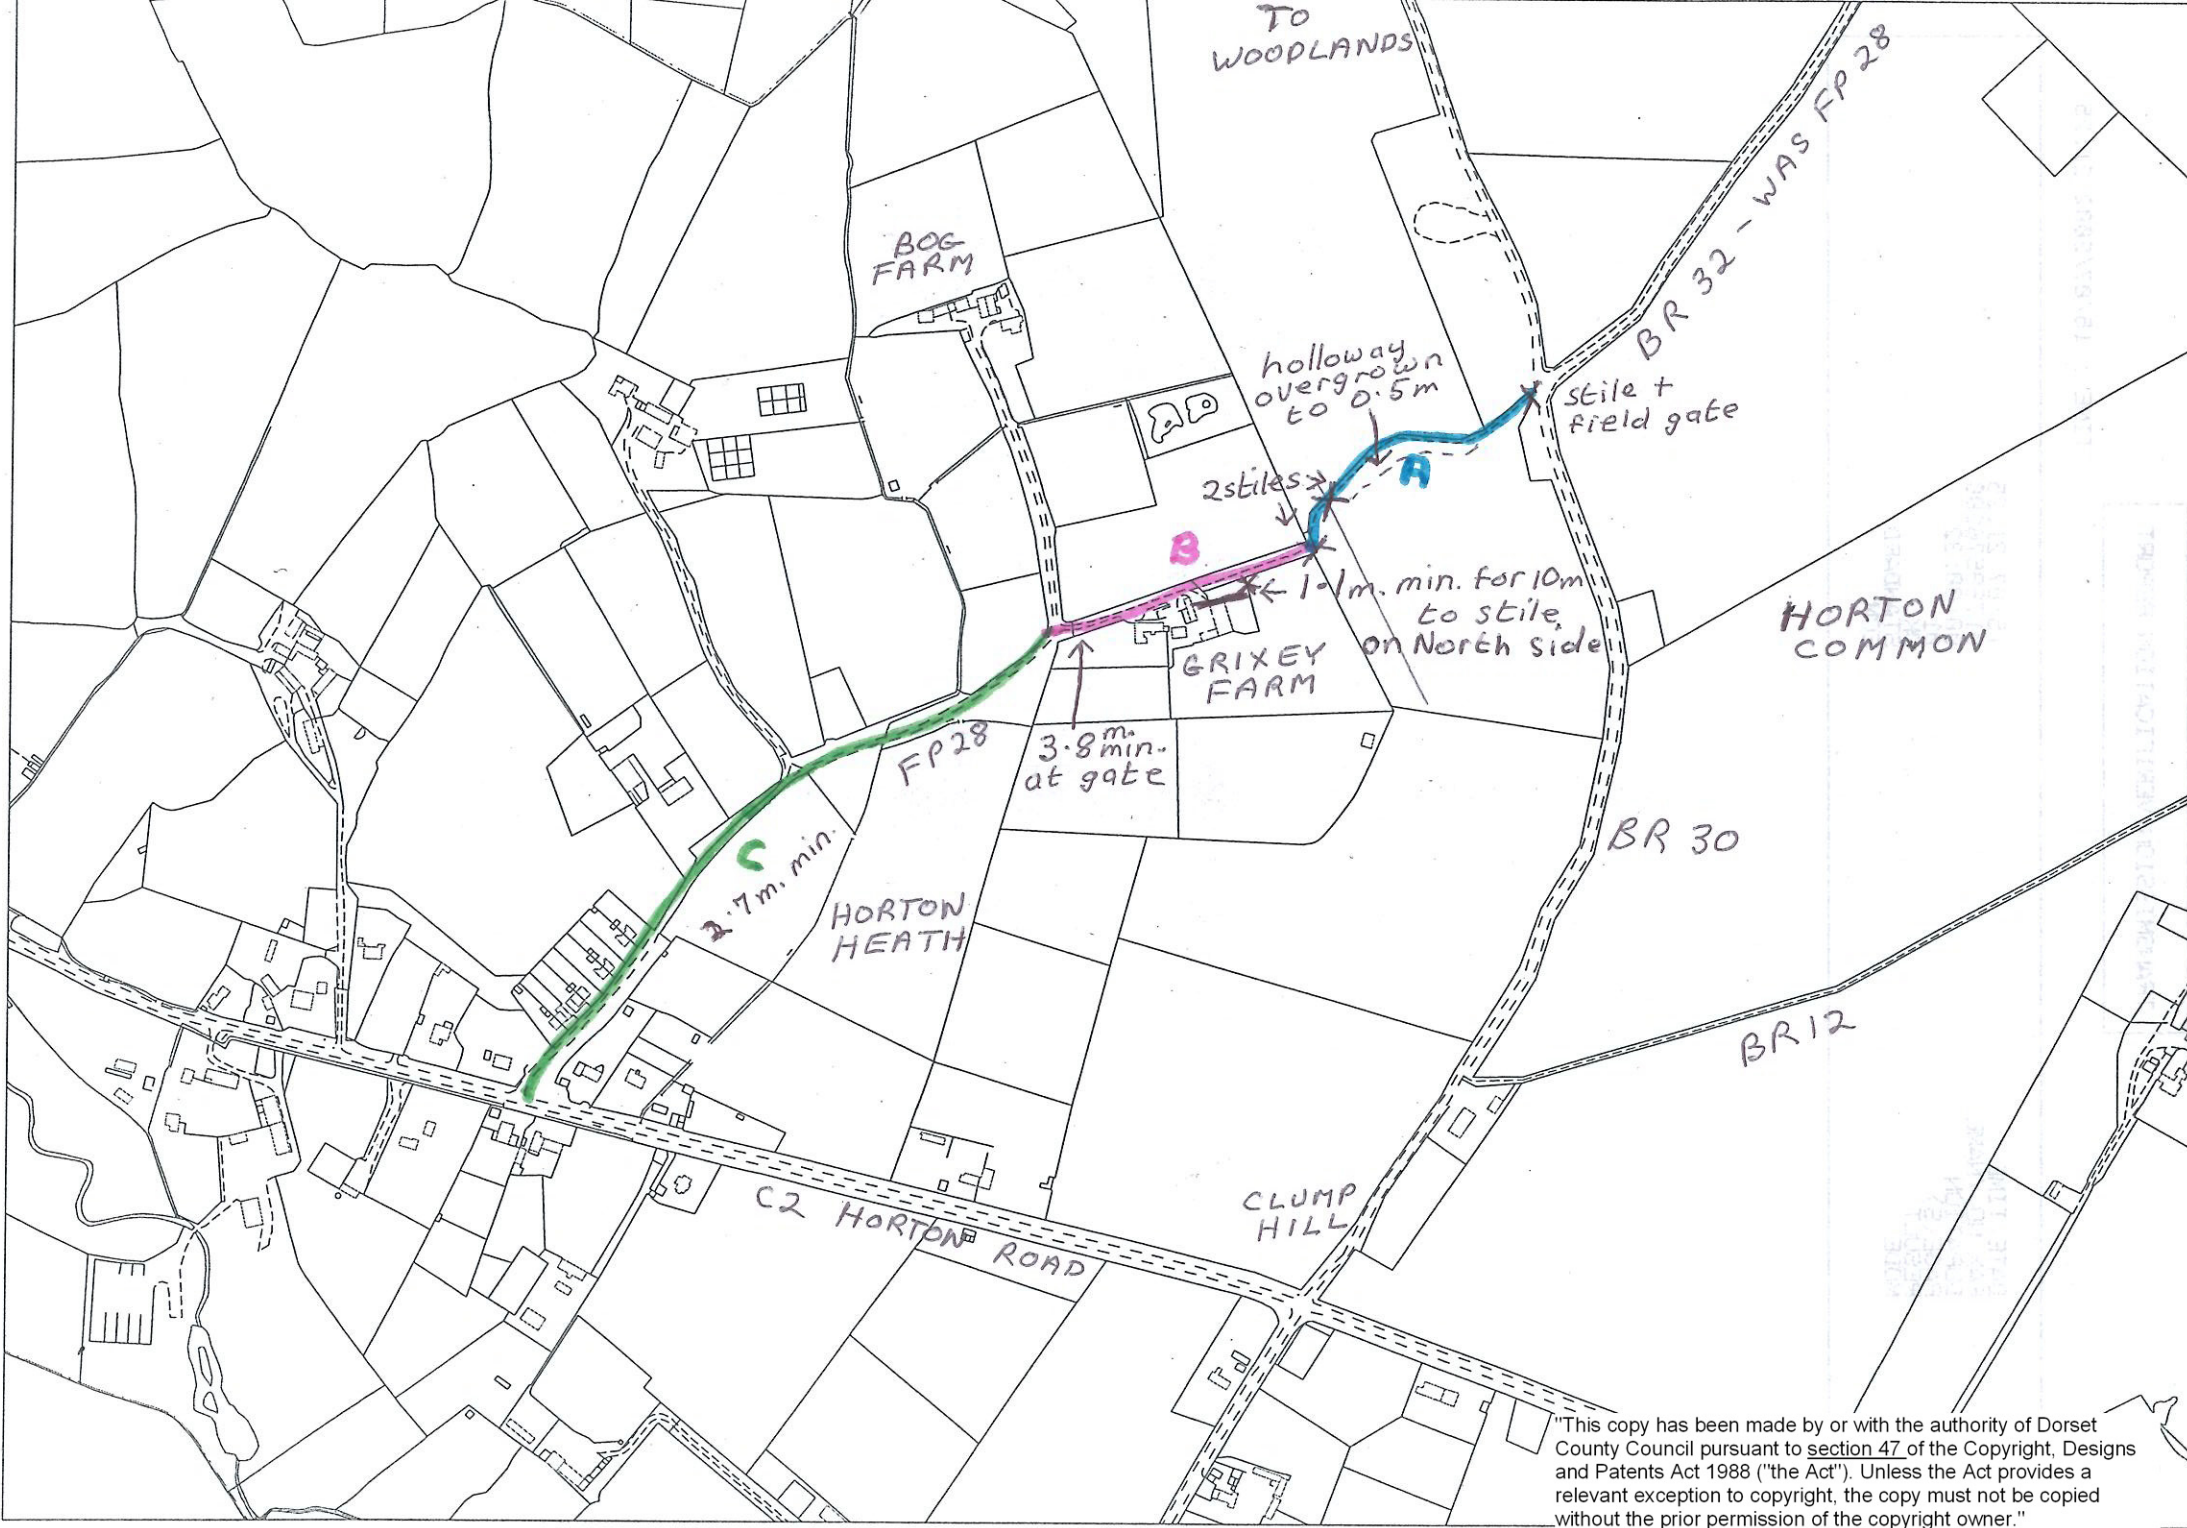 TO
WOODLANDS
BR 32 - WAS FP 28
BOG
FARM
holloway
overgrown
to 0.5m
stile +
field gate
A
2 stiles
B
1.1m. min. for 10m
to stile,
on North side
HORTON
COMMON
GRIXEY
FARM
3.8 m. min.
at gate
FP 28
C
2.7m. min.
BR 30
HORTON
HEATH
BR 12
CLUMP
HILL
C2 HORTON ROAD
"This copy has been made by or with the authority of Dorset
County Council pursuant to section 47 of the Copyright, Designs
and Patents Act 1988 ("the Act"). Unless the Act provides a
relevant exception to copyright, the copy must not be copied
without the prior permission of the copyright owner."